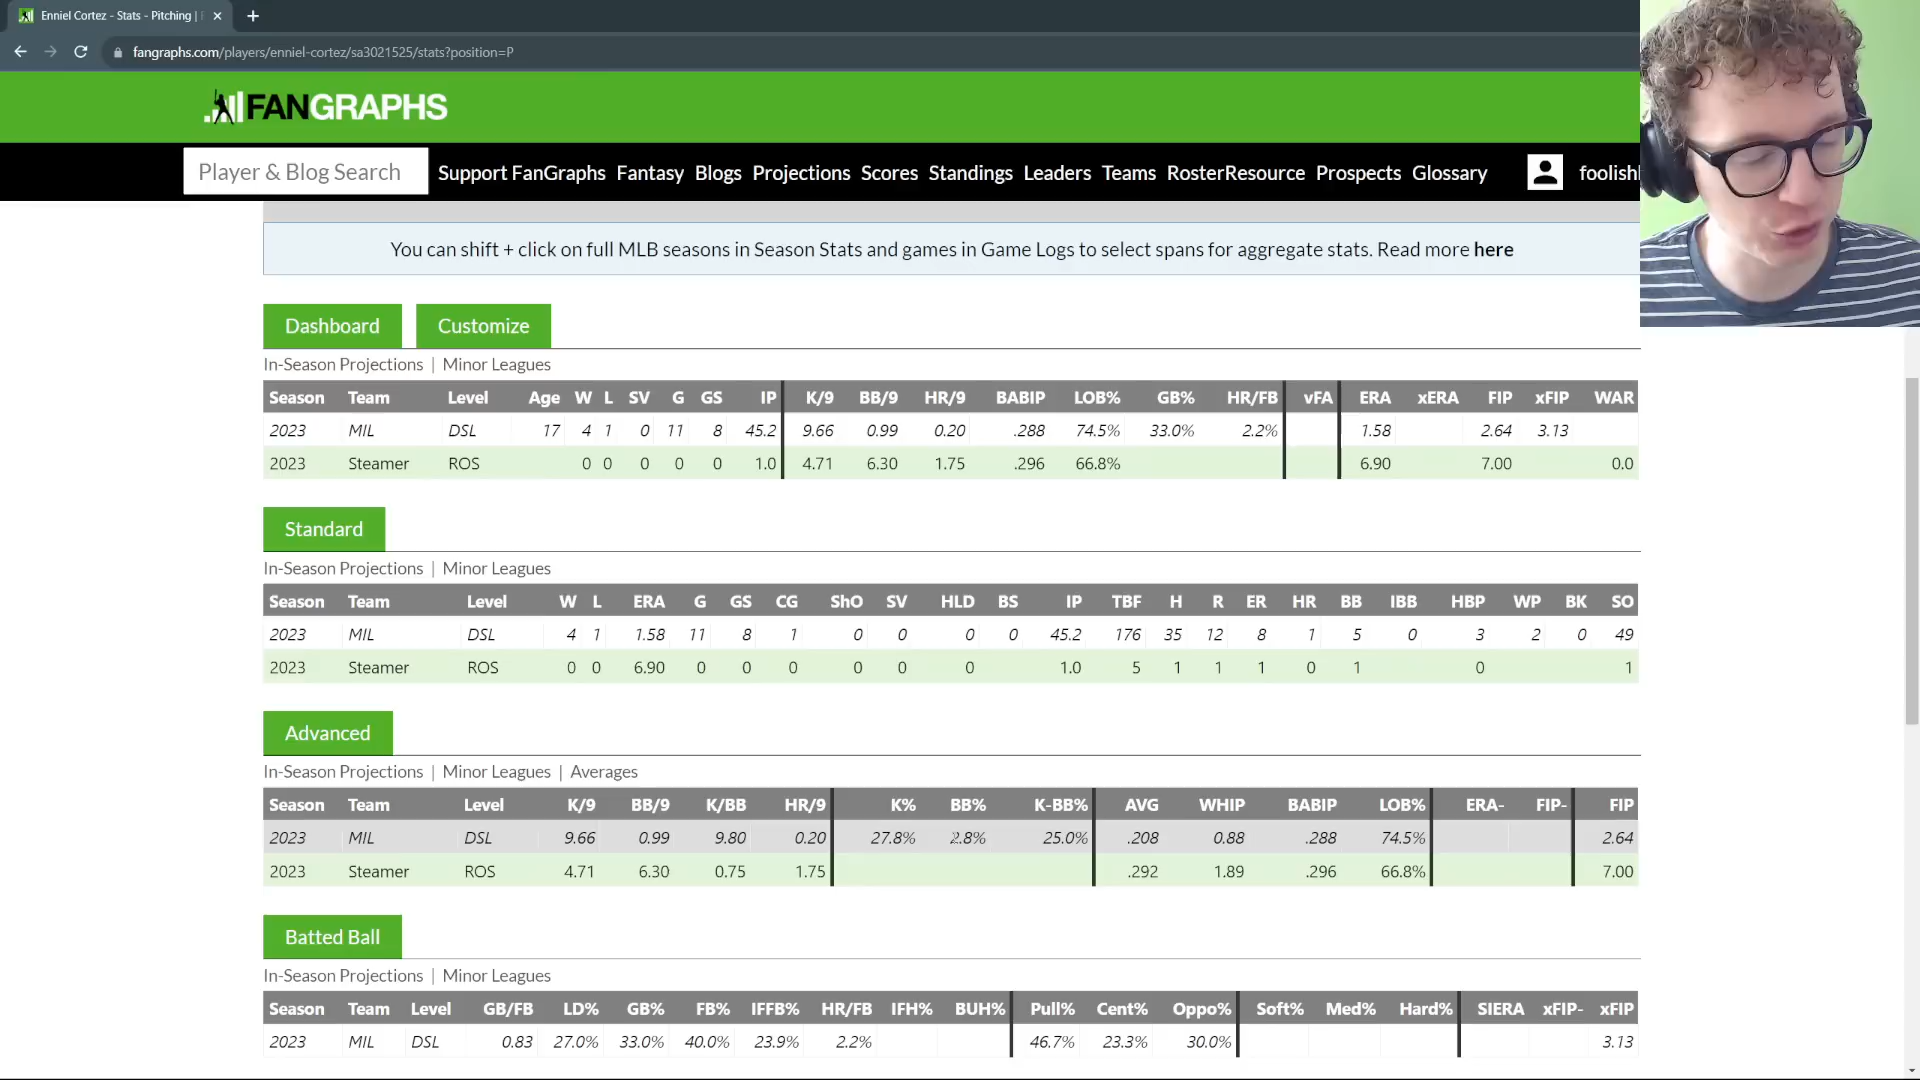 Enniel Cortez - Stats - Pitching |
fangraphs.com/players/enniel-cortez/sa3021525/stats?position=P
FANGRAPHS
Player & Blog Search Support FanGraphs Fantasy Blogs Projections Scores Standings Leaders Teams RosterResource Prospects Glossary foolish
You can shift + click on full MLB seasons in Season Stats and games in Game Logs to select spans for aggregate stats. Read more here
Dashboard Customize
In-Season Projections | Minor Leagues
Season Team Level Age W L SV G GS IP K/9 BB/9 HR/9 BABIP LOB% GB% HR/FB vFA ERA xERA FIP xFIP WAR
2023 MIL DSL 17 4 1 0 11 8 45.2 9.66 0.99 0.20 .288 74.5% 33.0% 2.2% 1.58 2.64 3.13
2023 Steamer ROS 0 0 0 0 0 1.0 4.71 6.30 1.75 .296 66.8% 6.90 7.00 0.0
Standard
In-Season Projections | Minor Leagues
Season Team Level W L ERA G GS CG ShO SV HLD BS IP TBF H R ER HR BB IBB HBP WP BK SO
2023 MIL DSL 4 1 1.58 11 8 1 0 0 0 0 45.2 176 35 12 8 1 5 0 3 2 0 49
2023 Steamer ROS 0 0 6.90 0 0 0 0 0 0 1.0 5 1 1 1 0 1 0 1
Advanced
In-Season Projections | Minor Leagues | Averages
Season Team Level K/9 BB/9 K/BB HR/9 K% BB% K-BB% AVG WHIP BABIP LOB% ERA- FIP- FIP
2023 MIL DSL 9.66 0.99 9.80 0.20 27.8% 2.8% 25.0% .208 0.88 .288 74.5% 2.64
2023 Steamer ROS 4.71 6.30 0.75 1.75 .292 1.89 .296 66.8% 7.00
Batted Ball
In-Season Projections | Minor Leagues
Season Team Level GB/FB LD% GB% FB% IFFB% HR/FB IFH% BUH% Pull% Cent% Oppo% Soft% Med% Hard% SIERA xFIP- xFIP
2023 MIL DSL 0.83 27.0% 33.0% 40.0% 23.9% 2.2% 46.7% 23.3% 30.0% 3.13